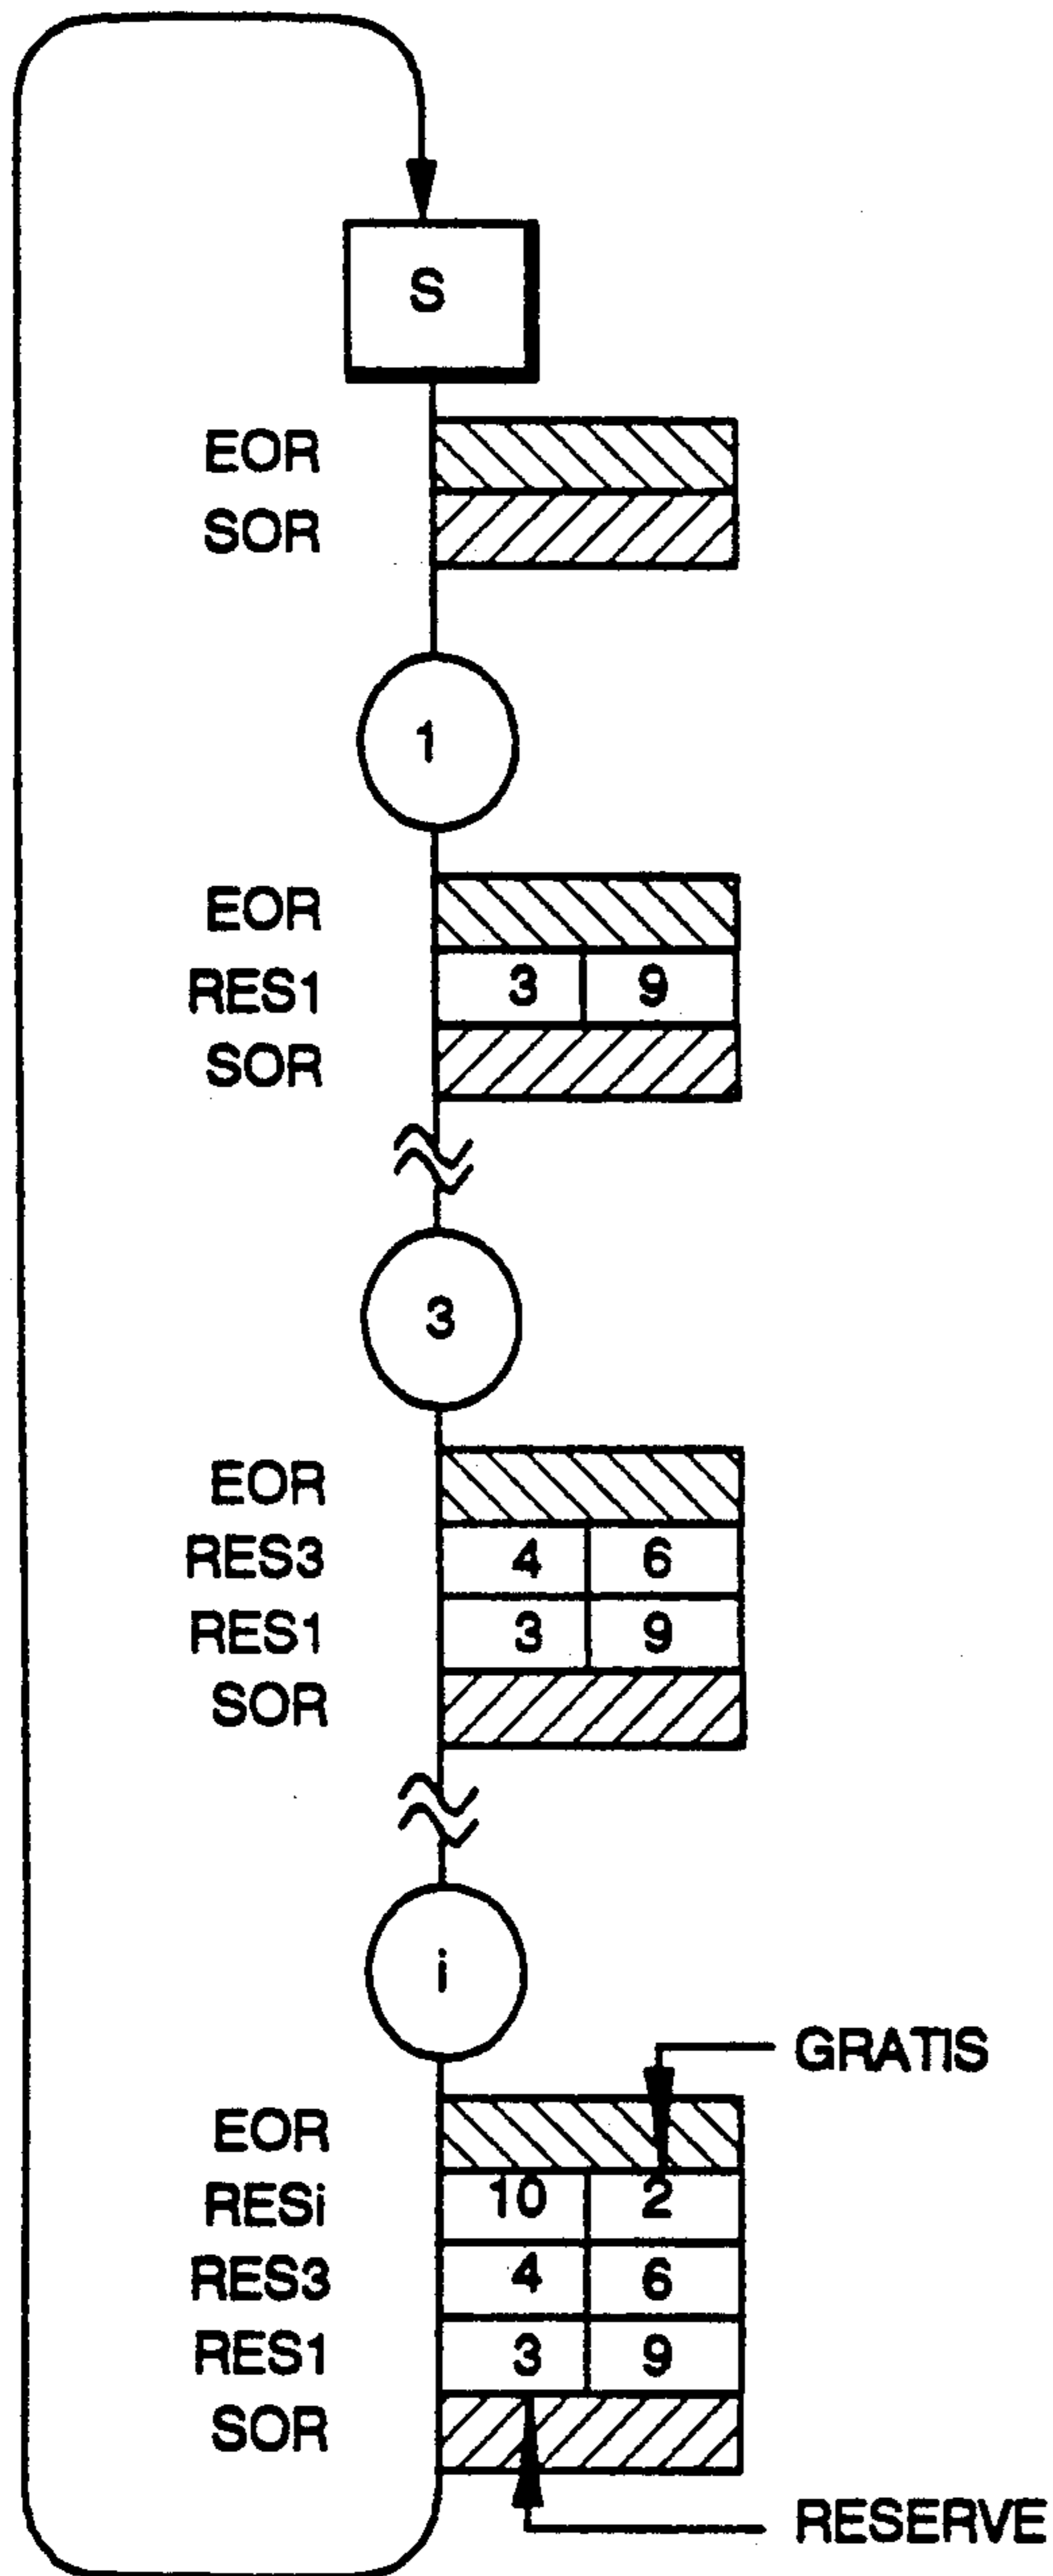 S
EOR
SOR
1
EOR
RES1 3 9
SOR
3
EOR
RES3 4 6
RES1 3 9
SOR
i
GRATIS
EOR
RESi 10 2
RES3 4 6
RES1 3 9
SOR
RESERVE